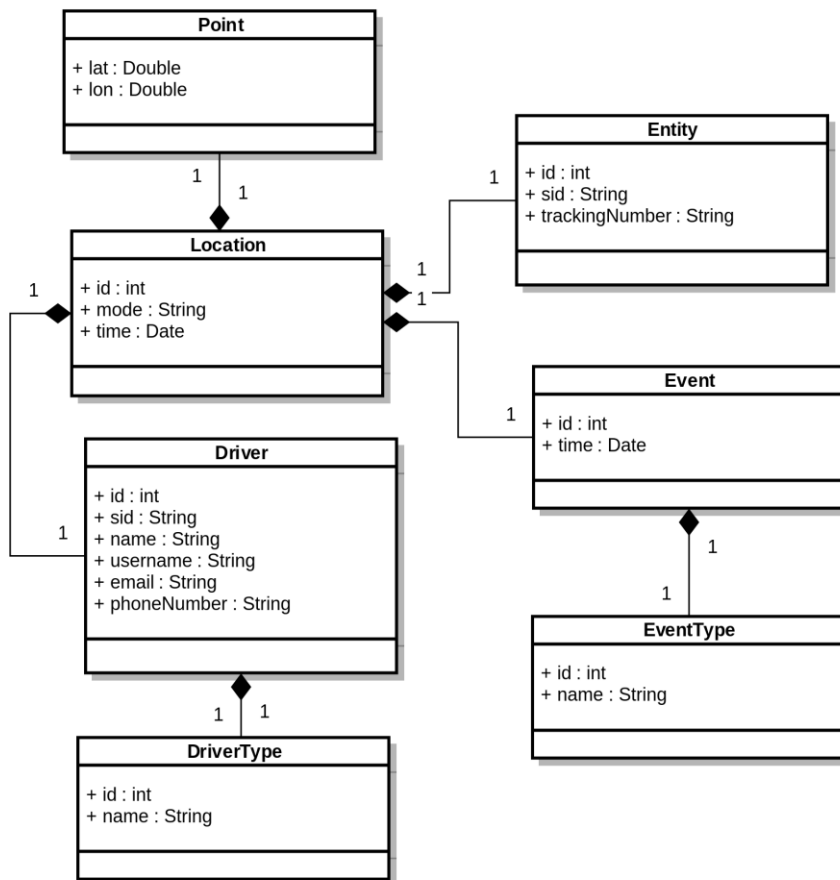 Point
+ lat : Double
+ lon : Double
1
1
Entity
+ id : int
+ sid : String
+ trackingNumber : String
1
Location
+ id : int
+ mode : String
+ time : Date
1
1
1
Event
+ id : int
+ time : Date
1
Driver
+ id : int
+ sid : String
+ name : String
+ username : String
+ email : String
+ phoneNumber : String
1
1
1
EventType
+ id : int
+ name : String
1
1
DriverType
+ id : int
+ name : String